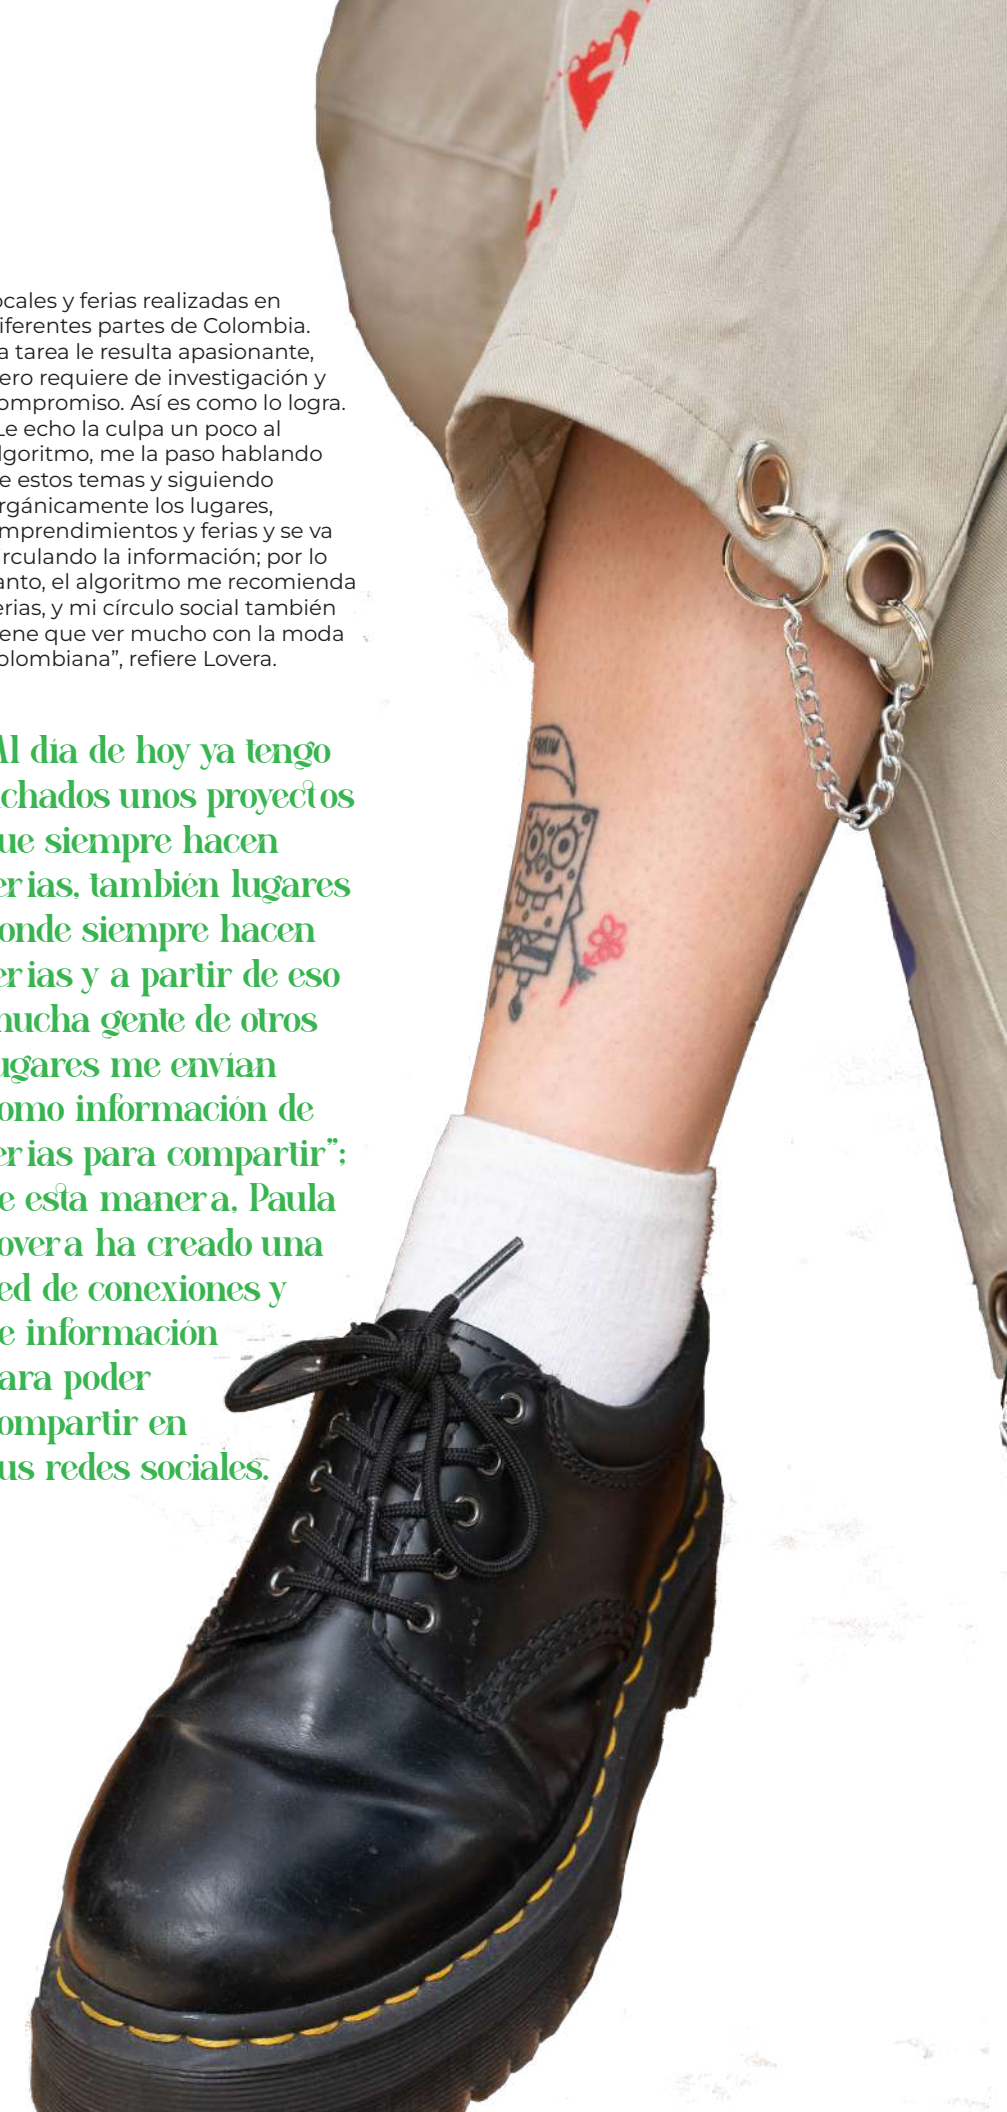 ocales y ferias realizadas en
iferentes partes de Colombia.
a tarea le resulta apasionante,
ero requiere de investigación y
ompromiso. Así es como lo logra.
Le echo la culpa un poco al
lgoritmo, me la paso hablando
e estos temas y siguiendo
rgánicamente los lugares,
mprendimientos y ferias y se va
irculando la información; por lo
anto, el algoritmo me recomienda
erias, y mi círculo social también
iene que ver mucho con la moda
olombiana”, refiere Lovera.
Al día de hoy ya tengo
chados unos proyectos
ue siempre hacen
erias, también lugares
onde siempre hacen
erias y a partir de eso
mucha gente de otros
ugares me envían
omo información de
erias para compartir”;
e esta manera, Paula
overa ha creado una
ed de conexiones y
e información
ara poder
ompartir en
us redes sociales.